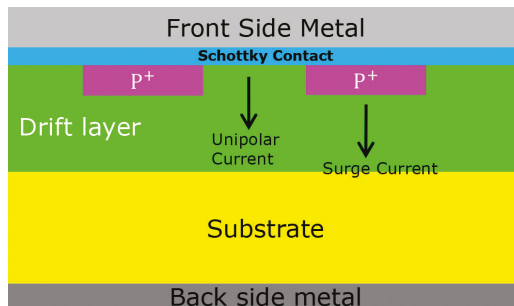 Front Side Metal
Schottky Contact
P+ P+
Drift layer
Unipolar
Current
Surge Current
Substrate
Back side metal